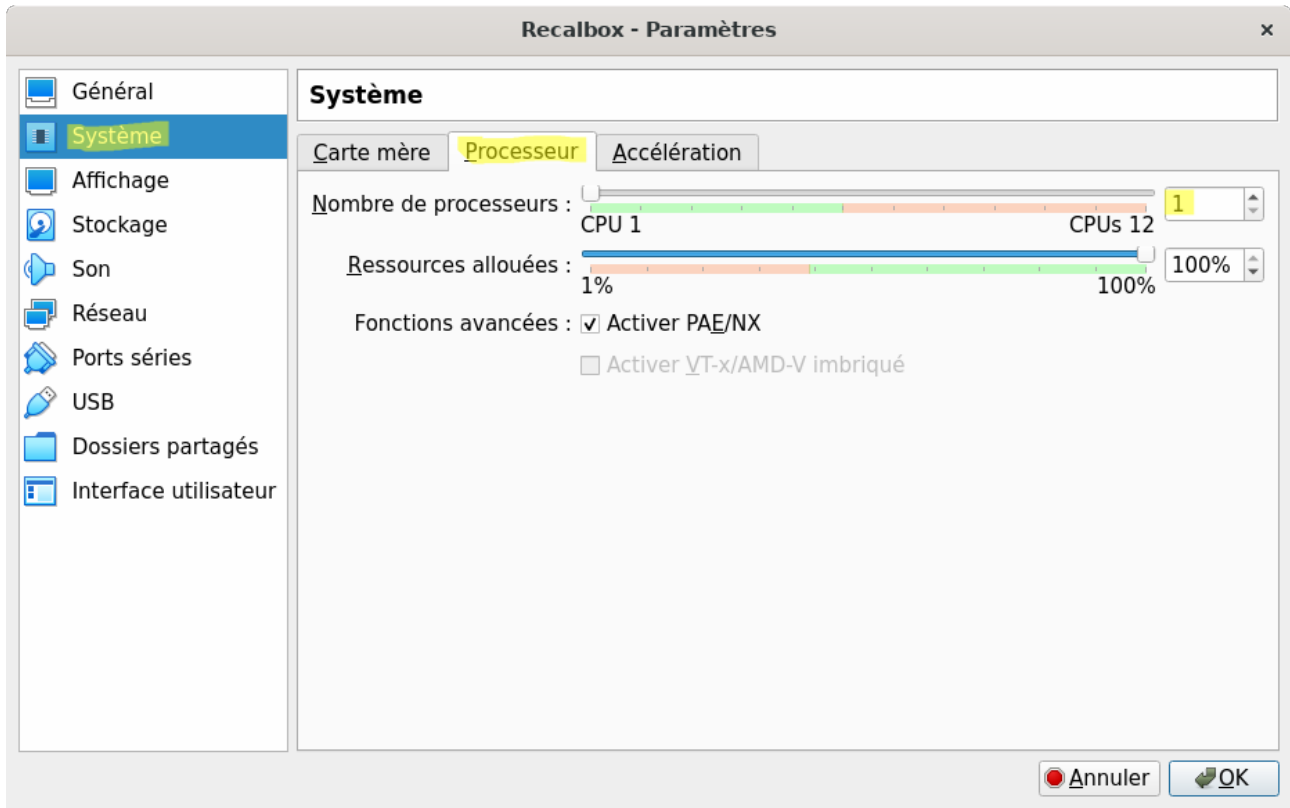 Recalbox - Paramètres
Général
Système
Affichage
Stockage
Son
Réseau
Ports séries
USB
Dossiers partagés
Interface utilisateur
Système
Carte mère Processeur Accélération
Nombre de processeurs : 1
CPU 1 CPUs 12
Ressources allouées : 100%
1% 100%
Fonctions avancées : Activer PAE/NX
Activer VT-x/AMD-V imbriqué
Annuler OK